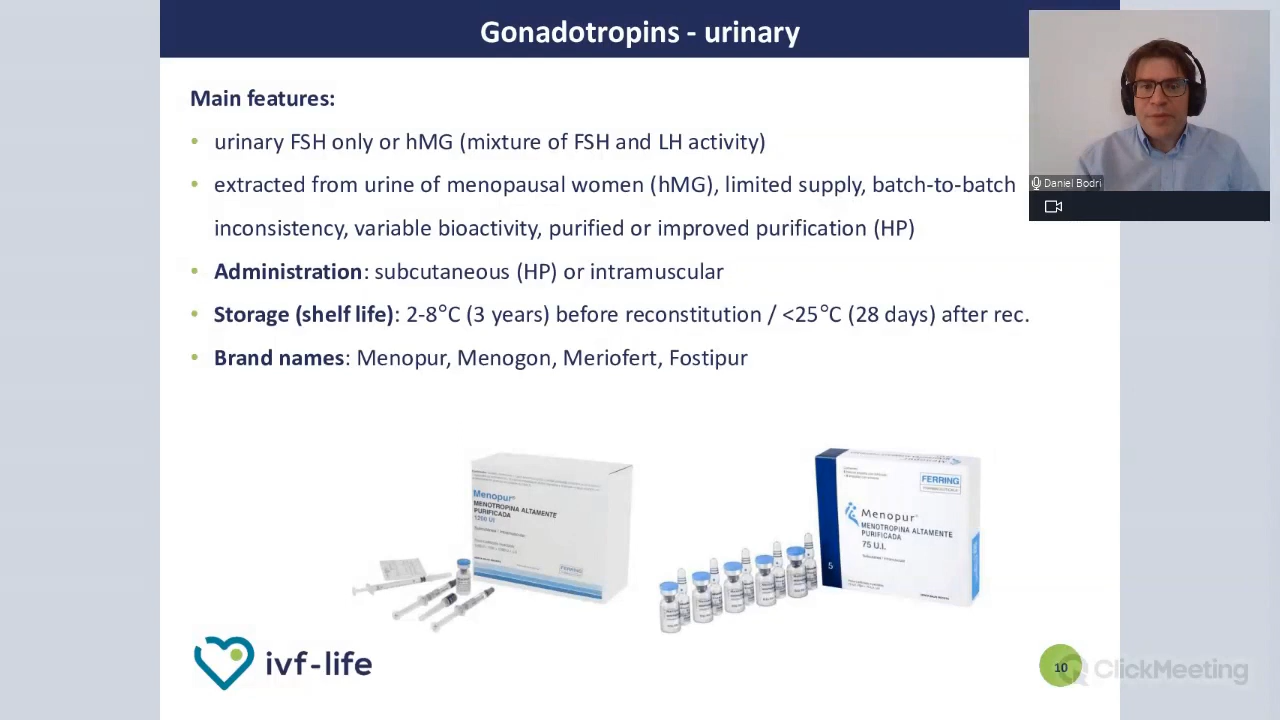 Gonadotropins - urinary
Main features:
• urinary FSH only or hMG (mixture of FSH and LH activity)
• extracted from urine of menopausal women (hMG), limited supply, batch-to-batch
inconsistency, variable bioactivity, purified or improved purification (HP)
• Administration: subcutaneous (HP) or intramuscular
• Storage (shelf life): 2-8°C (3 years) before reconstitution / <25°C (28 days) after rec.
• Brand names: Menopur, Menogon, Meriofert, Fostipur
Daniel Bodri
Menopur®
MENOTROPINA ALTAMENTE
PURIFICADA
1200 UI
FERRING
FERRING
Menopur®
MENOTROPINA ALTAMENTE
PURIFICADA
75 U.I.
5
ivf-life
10
ClickMeeting